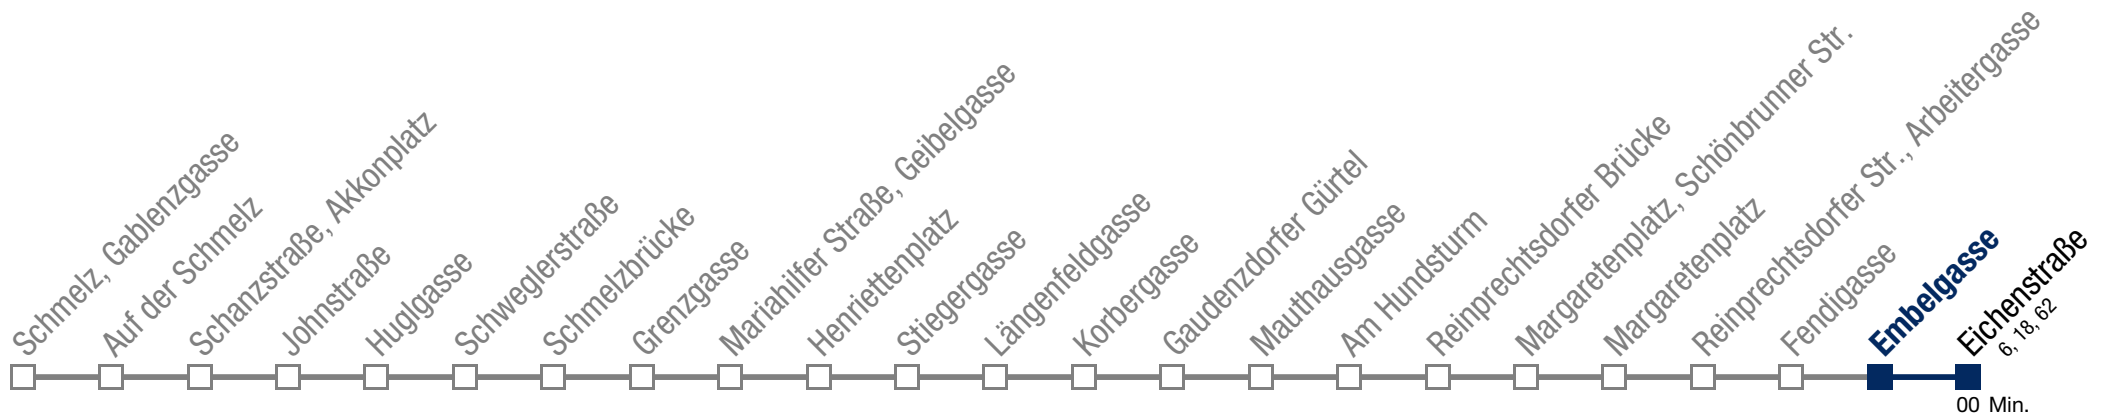 Schmelz, Gablenzgasse
Auf der Schmelz
Schanzstraße, Akkonplatz
Johnstraße
Huglgasse
Schweglerstraße
Schmelzbrücke
Grenzgasse
Mariahilfer Straße, Geibelgasse
Henriettenplatz
Stiegergasse
Längenfeldgasse
Korbergasse
Gaudenzdorfer Gürtel
Mauthausgasse
Am Hundsturm
Reinprechtsdorfer Brücke
Margaretenplatz, Schönbrunner Str.
Margaretenplatz
Reinprechtsdorfer Str., Arbeitergasse
Fendigasse
Embelgasse
Eichenstraße
6, 18, 62
00 Min.